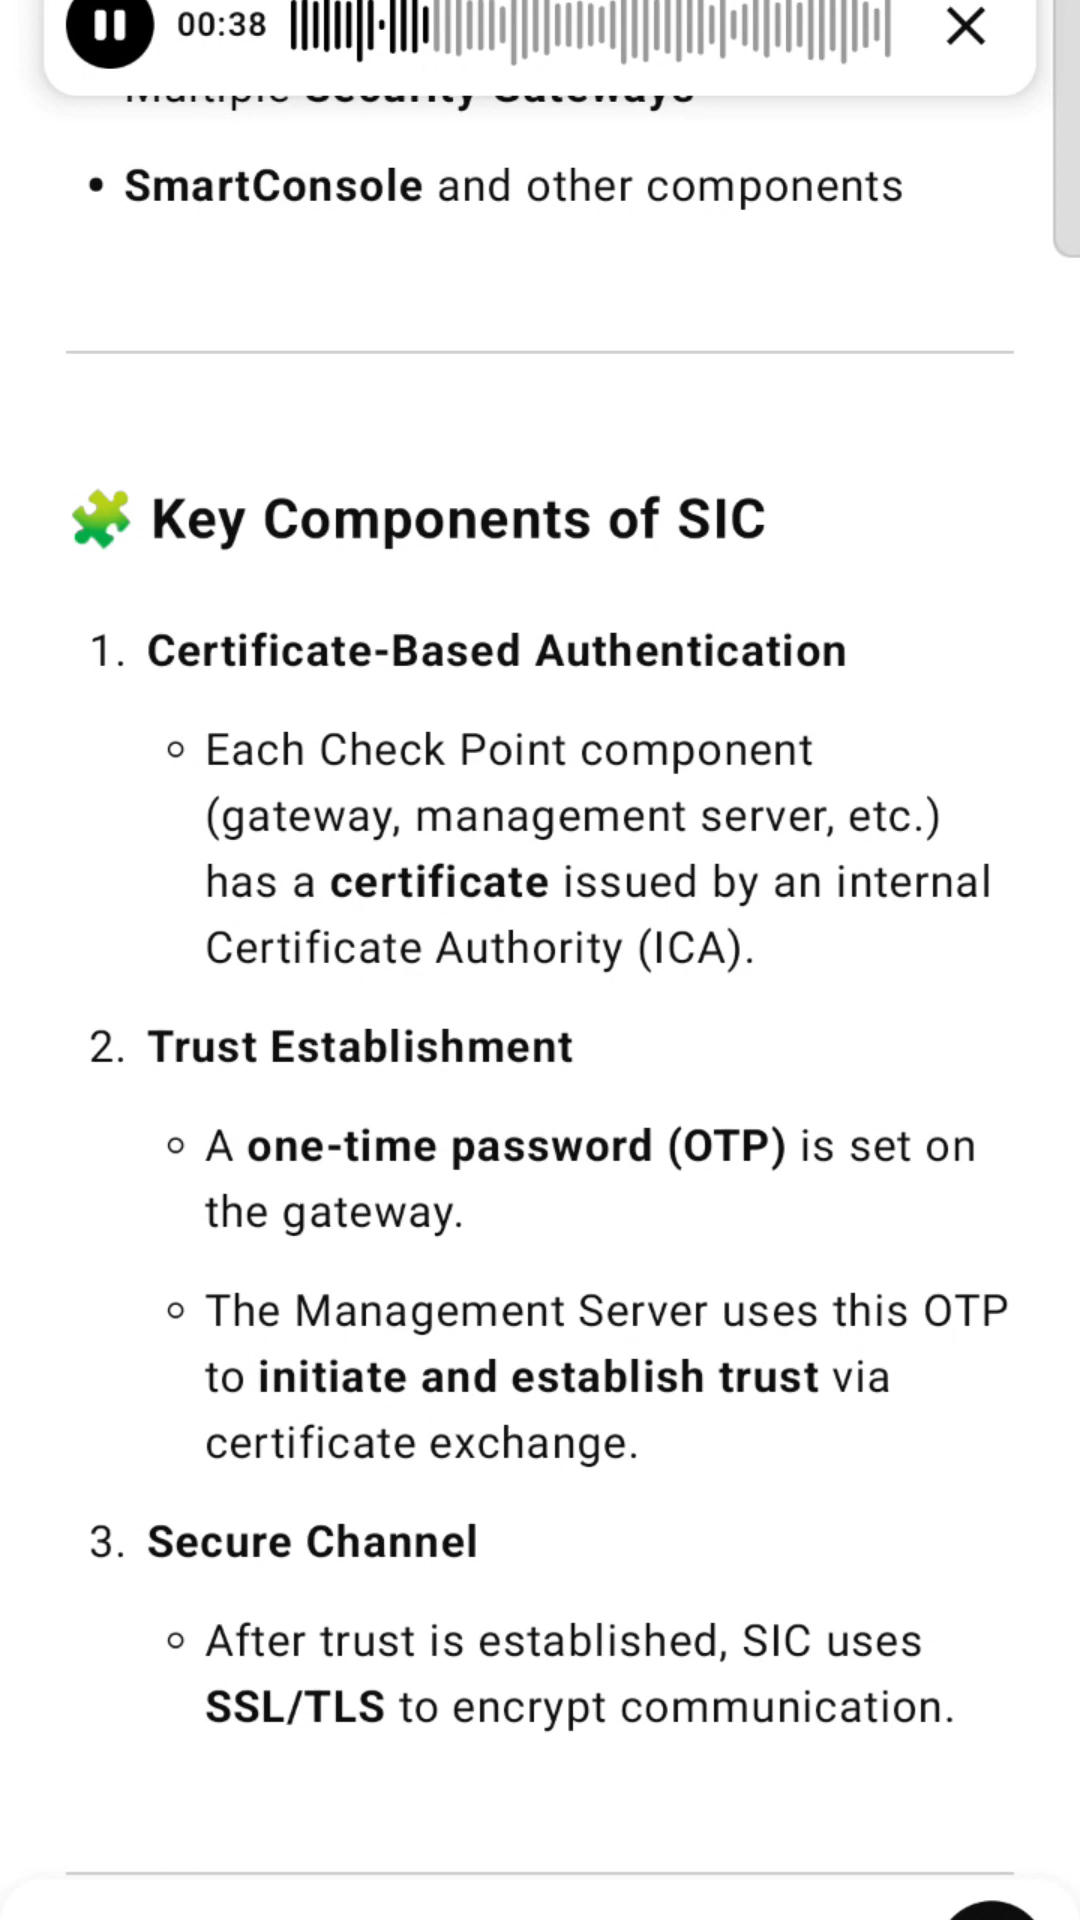 00:38
Multiple Security Gateways
• SmartConsole and other components
Key Components of SIC
1. Certificate-Based Authentication
Each Check Point component
(gateway, management server, etc.)
has a certificate issued by an internal
Certificate Authority (ICA).
2. Trust Establishment
A one-time password (OTP) is set on
the gateway.
The Management Server uses this OTP
to initiate and establish trust via
certificate exchange.
3. Secure Channel
After trust is established, SIC uses
SSL/TLS to encrypt communication.